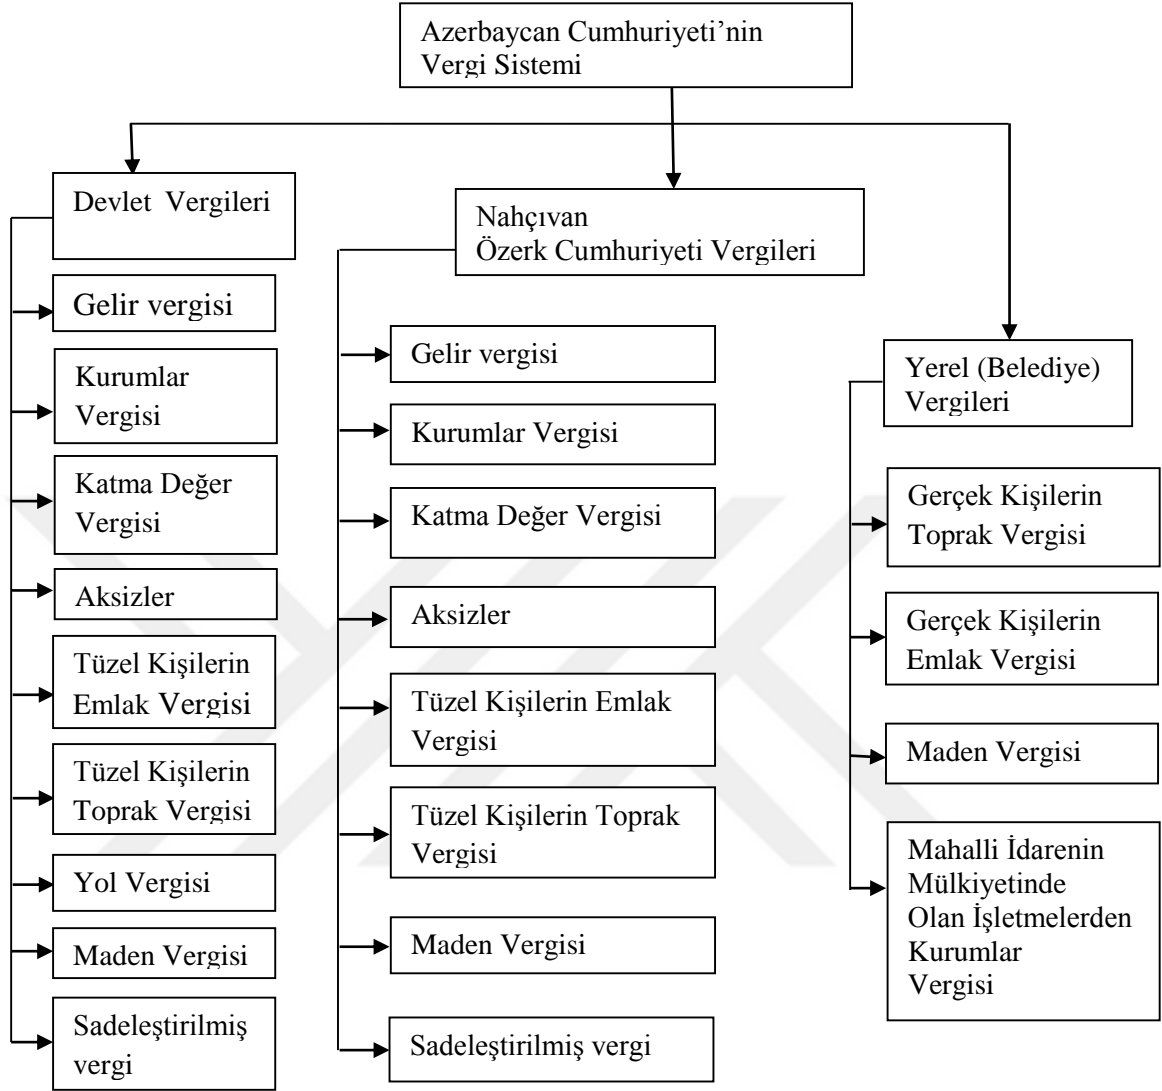 Azerbaycan Cumhuriyeti’nin
Vergi Sistemi
Devlet Vergileri
Gelir vergisi
Kurumlar
Vergisi
Katma Değer
Vergisi
Aksizler
Tüzel Kişilerin
Emlak Vergisi
Tüzel Kişilerin
Toprak Vergisi
Yol Vergisi
Maden Vergisi
Sadeleştirilmiş
vergi
Nahçıvan
Özerk Cumhuriyeti Vergileri
Gelir vergisi
Kurumlar Vergisi
Katma Değer Vergisi
Aksizler
Tüzel Kişilerin Emlak
Vergisi
Tüzel Kişilerin Toprak
Vergisi
Maden Vergisi
Sadeleştirilmiş vergi
Yerel (Belediye)
Vergileri
Gerçek Kişilerin
Toprak Vergisi
Gerçek Kişilerin
Emlak Vergisi
Maden Vergisi
Mahalli İdarenin
Mülkiyetinde
Olan İşletmelerden
Kurumlar
Vergisi